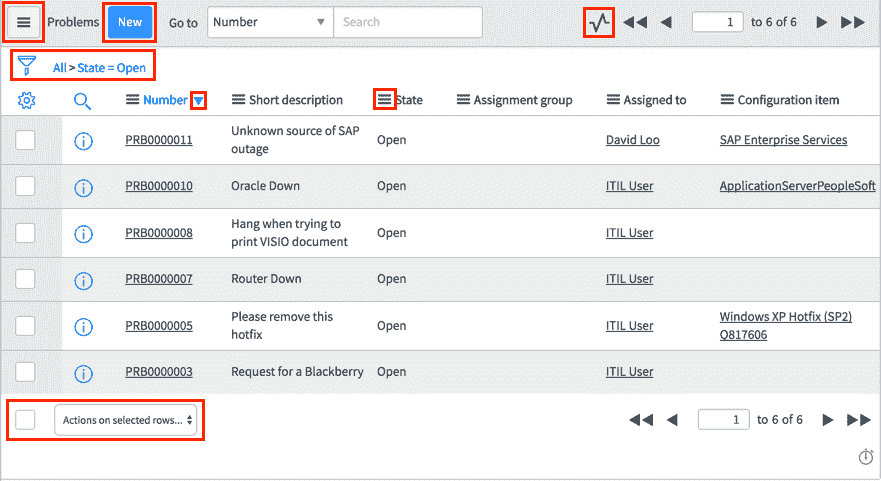 Problems New Go to Number Search 1 to 6 of 6
All > State = Open
Number Short description State Assignment group Assigned to Configuration item
PRB0000011 Unknown source of SAP outage Open David Loo SAP Enterprise Services
PRB0000010 Oracle Down Open ITIL User ApplicationServerPeopleSoft
PRB0000008 Hang when trying to print VISIO document Open ITIL User
PRB0000007 Router Down Open ITIL User
PRB0000005 Please remove this hotfix Open ITIL User Windows XP Hotfix (SP2) Q817606
PRB0000003 Request for a Blackberry Open ITIL User
Actions on selected rows... 1 to 6 of 6